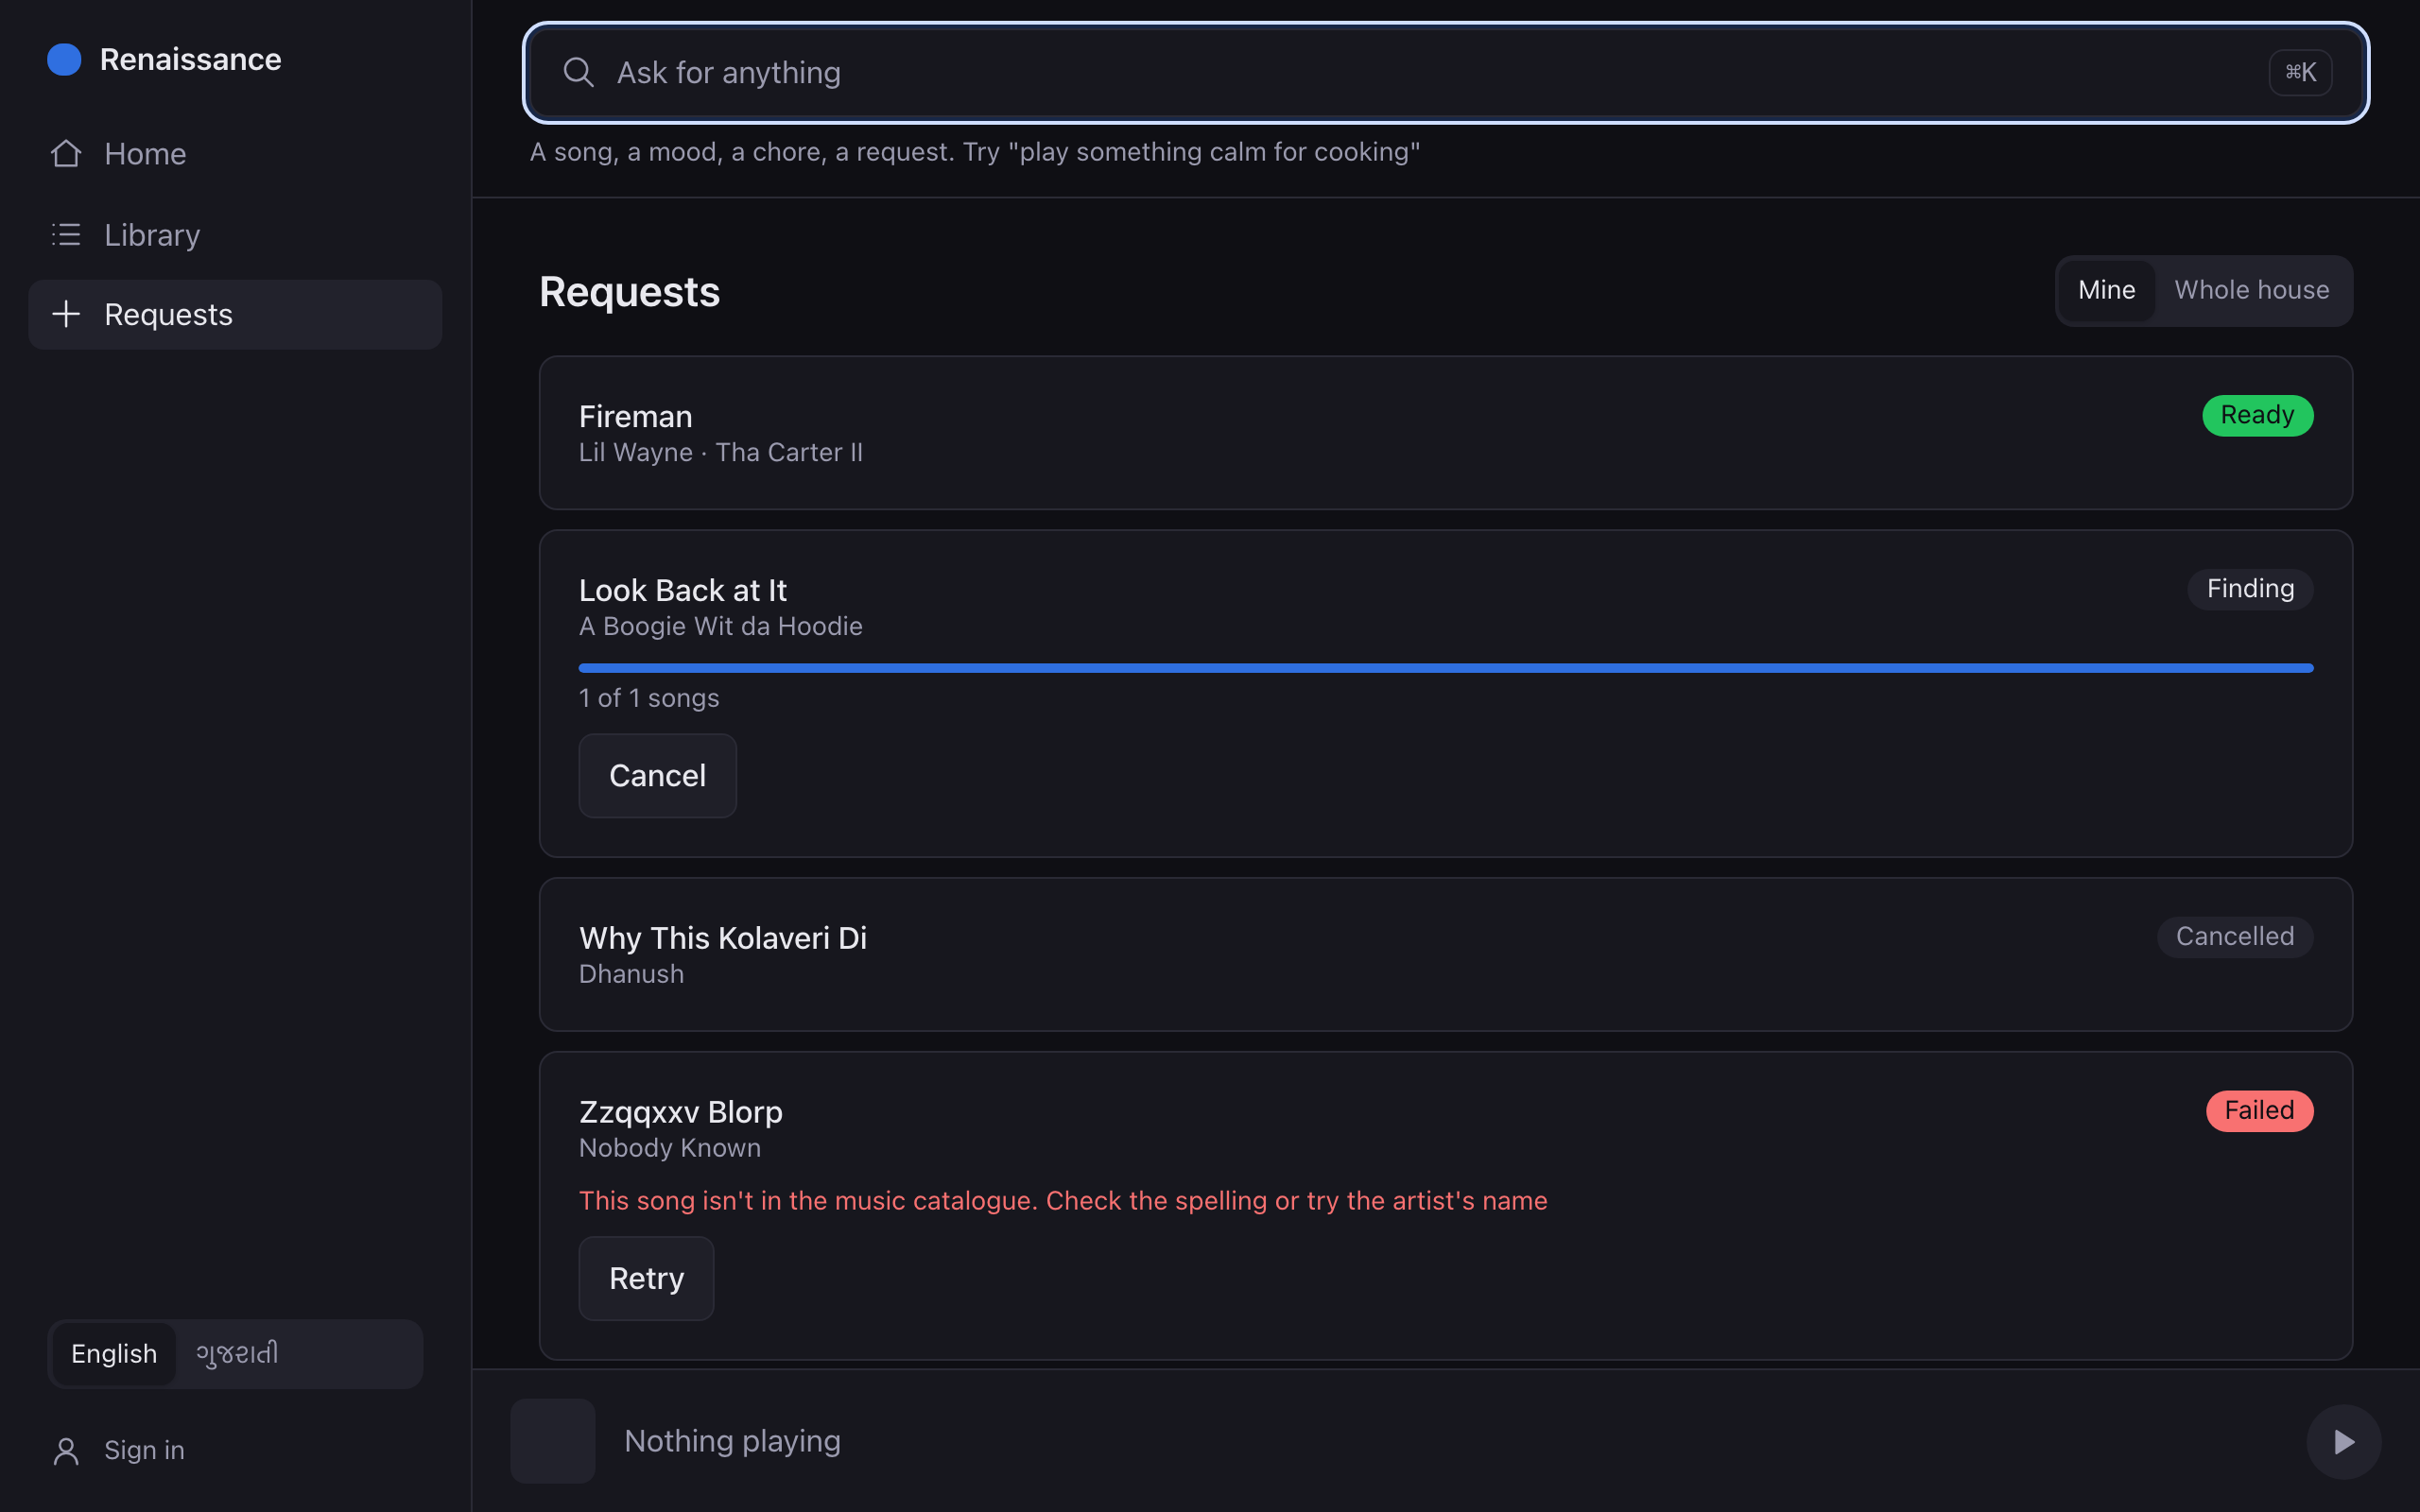 Renaissance
Home
Library
Requests
English ગુજરાતી
Sign in
Ask for anything ⌘K
A song, a mood, a chore, a request. Try "play something calm for cooking"
Requests
Mine Whole house
Fireman
Ready
Lil Wayne · Tha Carter II
Look Back at It
Finding
A Boogie Wit da Hoodie
1 of 1 songs
Cancel
Why This Kolaveri Di
Cancelled
Dhanush
Zzqqxxv Blorp
Failed
Nobody Known
This song isn't in the music catalogue. Check the spelling or try the artist's name
Retry
Nothing playing